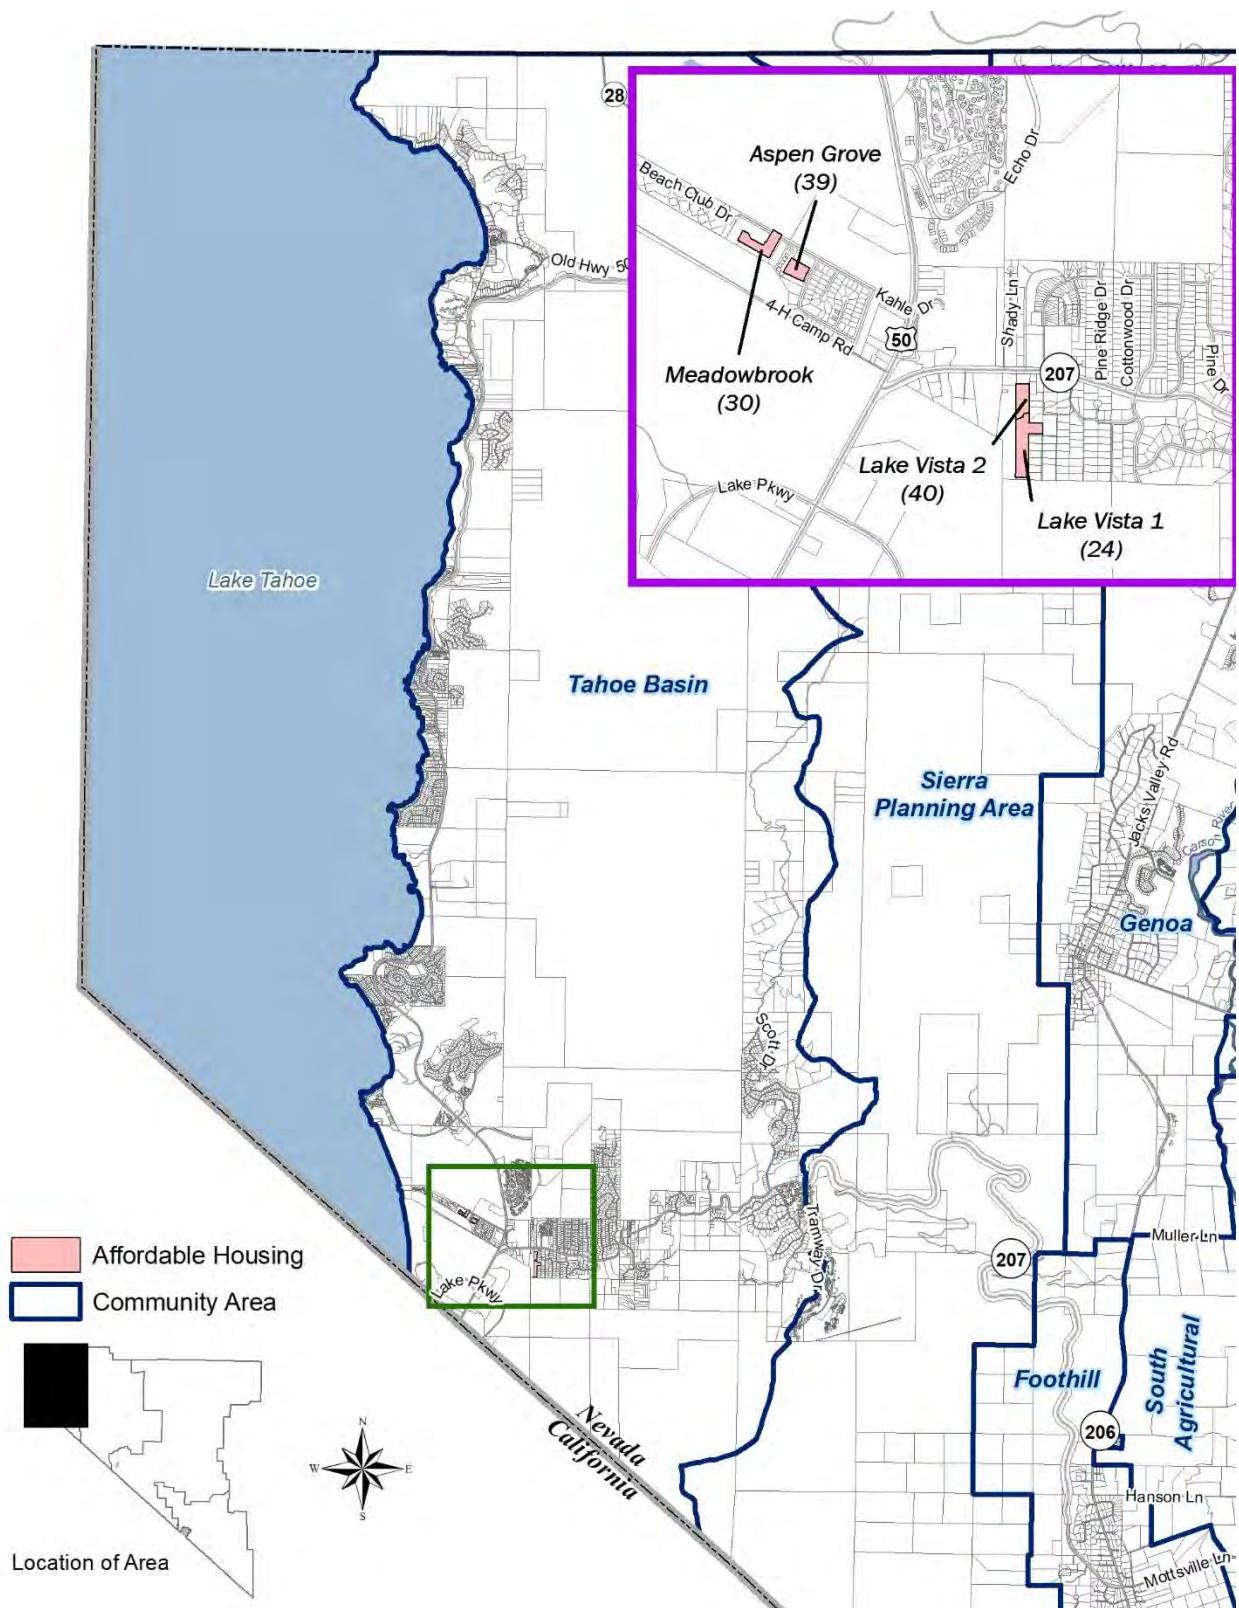 28
Aspen Grove
(39)
Beach Club Dr
Echo Dr
Old Hwy 50
Kahle Dr
4-H Camp Rd
50
Shady Ln
Pine Ridge Dr
Cottonwood Dr
Pine Dr
207
Meadowbrook
(30)
Lake Vista 2
(40)
Lake Pkwy
Lake Vista 1
(24)
Lake Tahoe
Tahoe Basin
Sierra
Planning Area
Jacks Valley Rd
Carson River
Genoa
Scott Dr
Tramway Dr
Muller Ln
207
Lake Pkwy
Affordable Housing
Community Area
Foothill
South
Agricultural
206
Nevada
California
N
W
E
S
Hanson Ln
Mottsville Ln
Location of Area